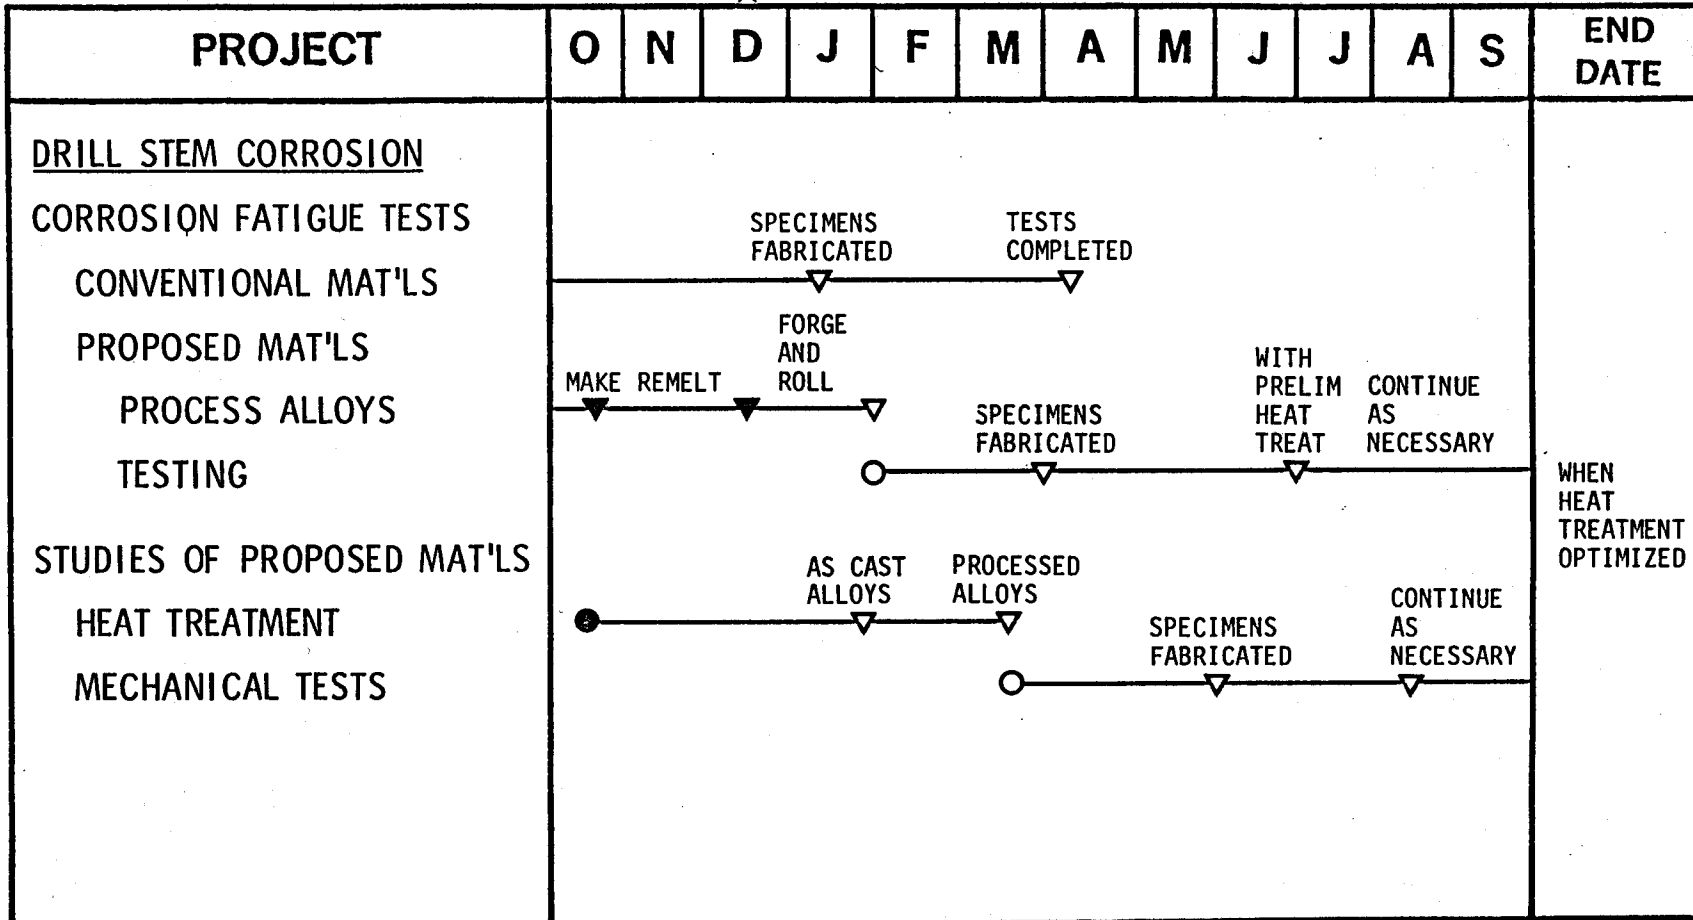 PROJECT O N D J F M A M J J A S END DATE
DRILL STEM CORROSION
CORROSION FATIGUE TESTS
SPECIMENS FABRICATED
TESTS COMPLETED
CONVENTIONAL MAT'LS
PROPOSED MAT'LS
FORGE AND ROLL
MAKE REMELT
PROCESS ALLOYS
SPECIMENS FABRICATED
WITH PRELIM HEAT TREAT
CONTINUE AS NECESSARY
TESTING
WHEN HEAT TREATMENT OPTIMIZED
STUDIES OF PROPOSED MAT'LS
AS CAST ALLOYS
PROCESSED ALLOYS
HEAT TREATMENT
SPECIMENS FABRICATED
CONTINUE AS NECESSARY
MECHANICAL TESTS